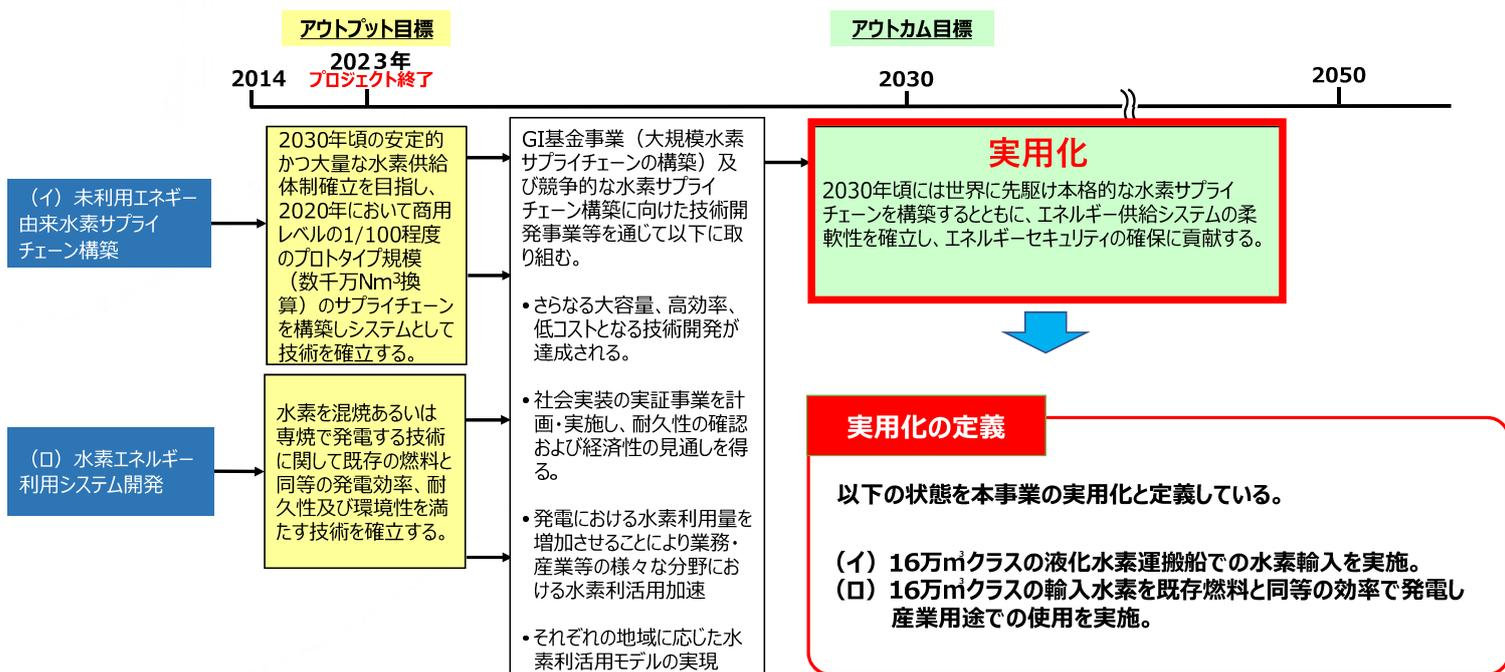 アウトプット目標
アウトカム目標
2014
2023年
プロジェクト終了
2030
2050
（イ）未利用エネギー
由来水素サプライ
チェーン構築
2030年頃の安定的
かつ大量な水素供給
体制確立を目指し、
2020年において商用
レベルの1/100程度
のプロトタイプ規模
（数千万Nm³換
算）のサプライチェーン
を構築しシステムとして
技術を確立する。
（ロ）水素エネルギー
利用システム開発
水素を混焼あるいは
専焼で発電する技術
に関して既存の燃料と
同等の発電効率、耐
久性及び環境性を満
たす技術を確立する。
GI基金事業（大規模水素
サプライチェーンの構築）及
び競争的な水素サプライ
チェーン構築に向けた技術開
発事業等を通じて以下に取
り組む。
• さらなる大容量、高効率、
低コストとなる技術開発が
達成される。
• 社会実装の実証事業を計
画・実施し、耐久性の確認
および経済性の見通しを得
る。
• 発電における水素利用量を
増加させることにより業務・
産業等の様々な分野にお
ける水素利活用加速
• それぞれの地域に応じた水
素利活用モデルの実現
実用化
2030年頃には世界に先駆け本格的な水素サプライ
チェーンを構築するとともに、エネルギー供給システムの柔
軟性を確立し、エネルギーセキュリティの確保に貢献する。
実用化の定義
以下の状態を本事業の実用化と定義している。
（イ）16万㎥クラスの液化水素運搬船での水素輸入を実施。
（ロ）16万㎥クラスの輸入水素を既存燃料と同等の効率で発電し
産業用途での使用を実施。